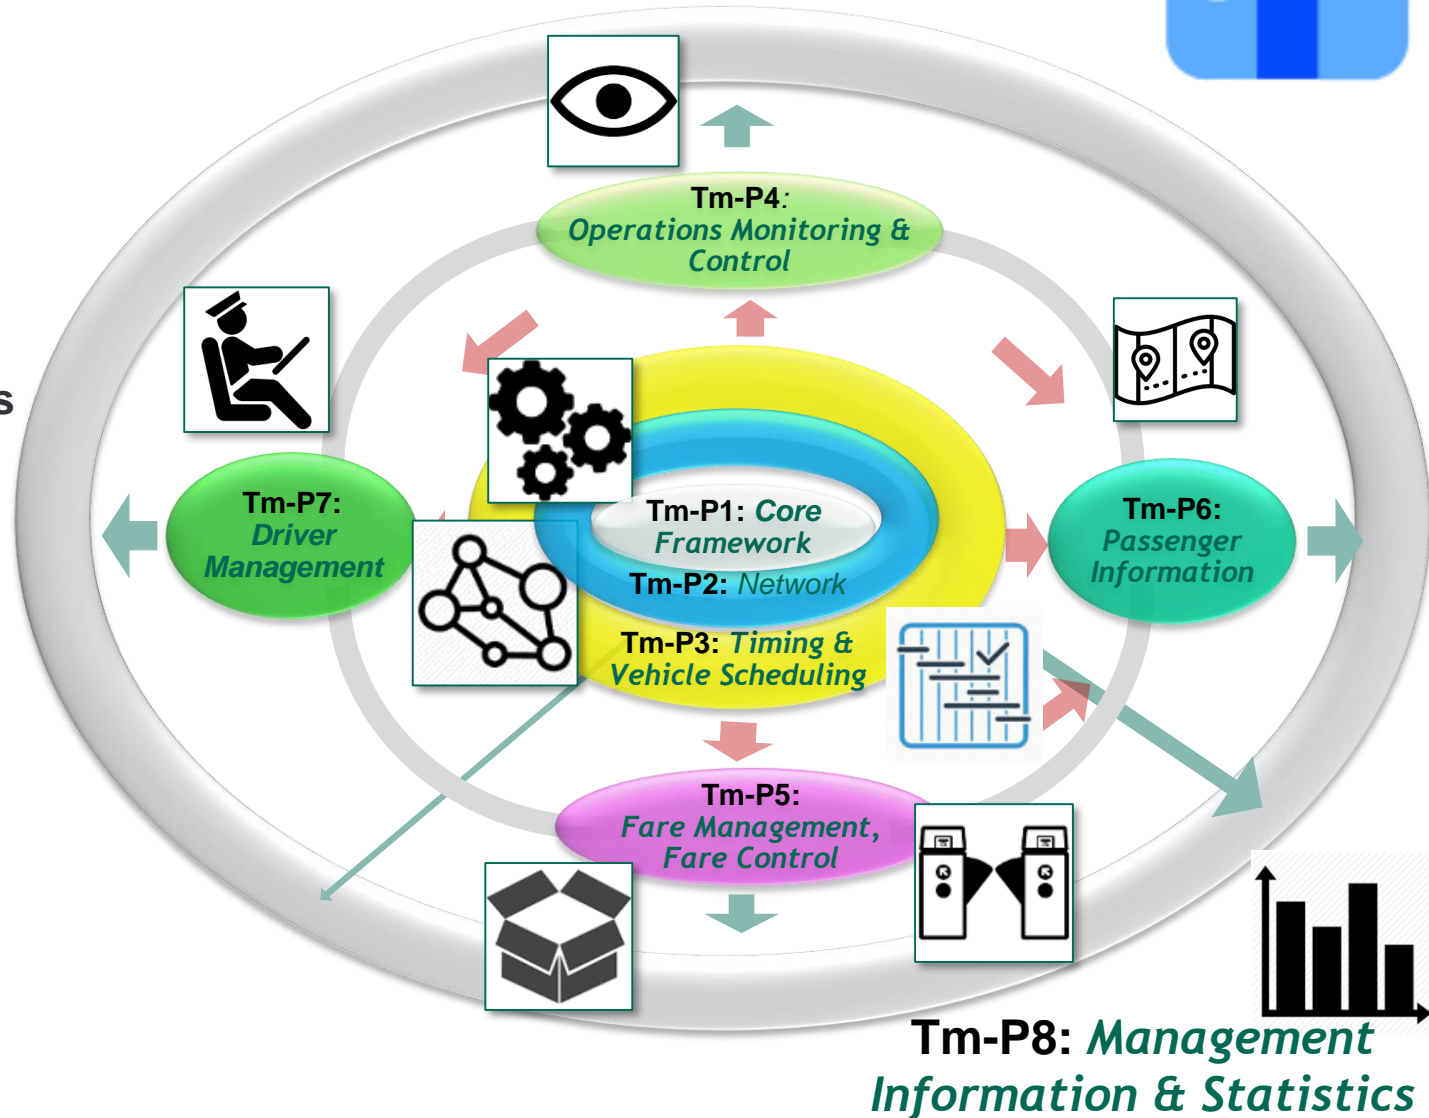 Tm-P4:
Operations Monitoring &
Control
s
Tm-P7:
Driver
Management
Tm-P1: Core
Framework
Tm-P2: Network
Tm-P3: Timing &
Vehicle Scheduling
Tm-P6:
Passenger
Information
Tm-P5:
Fare Management,
Fare Control
Tm-P8: Management
Information & Statistics